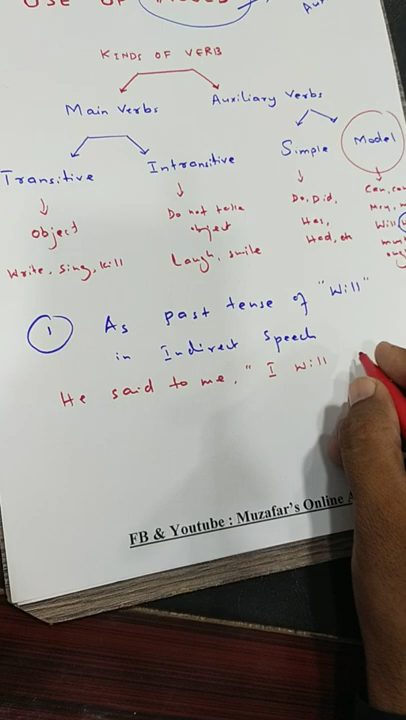 USE OF
KINDS OF VERB
Main Verbs Auxiliary Verbs
Transitive Intransitive Simple Model
object Do not take object Do, Did, Has, Had, etc
Write, Sing, kill Laugh, smile
1 As past tense of "Will"
in Indirect Speech
He said to me, "I will
FB & Youtube : Muzafar's Online